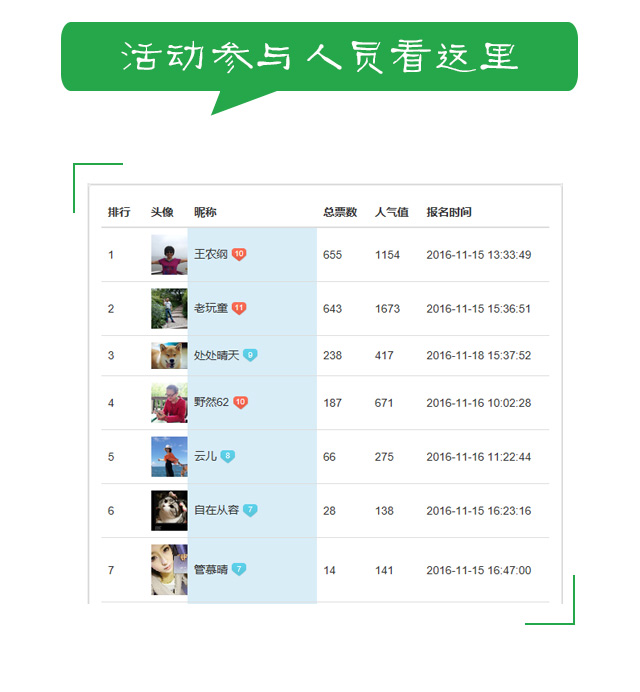 活动参与人员看这里
排行 头像 昵称 总票数 人气值 报名时间
1 王农纲 10 655 1154 2016-11-15 13:33:49
2 老玩童 11 643 1673 2016-11-15 15:36:51
3 处处晴天 9 238 417 2016-11-18 15:37:52
4 野然62 10 187 671 2016-11-16 10:02:28
5 云儿 8 66 275 2016-11-16 11:22:44
6 自在从容 7 28 138 2016-11-15 16:23:16
7 管慕晴 7 14 141 2016-11-15 16:47:00